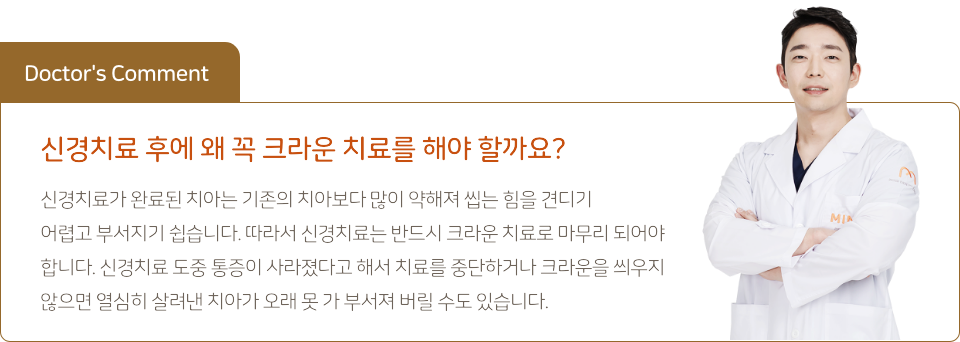 Doctor's Comment
신경치료 후에 왜 꼭 크라운 치료를 해야 할까요?
신경치료가 완료된 치아는 기존의 치아보다 많이 약해져 씹는 힘을 견디기
어렵고 부서지기 쉽습니다. 따라서 신경치료는 반드시 크라운 치료로 마무리 되어야
합니다. 신경치료 도중 통증이 사라졌다고 해서 치료를 중단하거나 크라운을 씌우지
않으면 열심히 살려낸 치아가 오래 못 가 부서져 버릴 수도 있습니다.